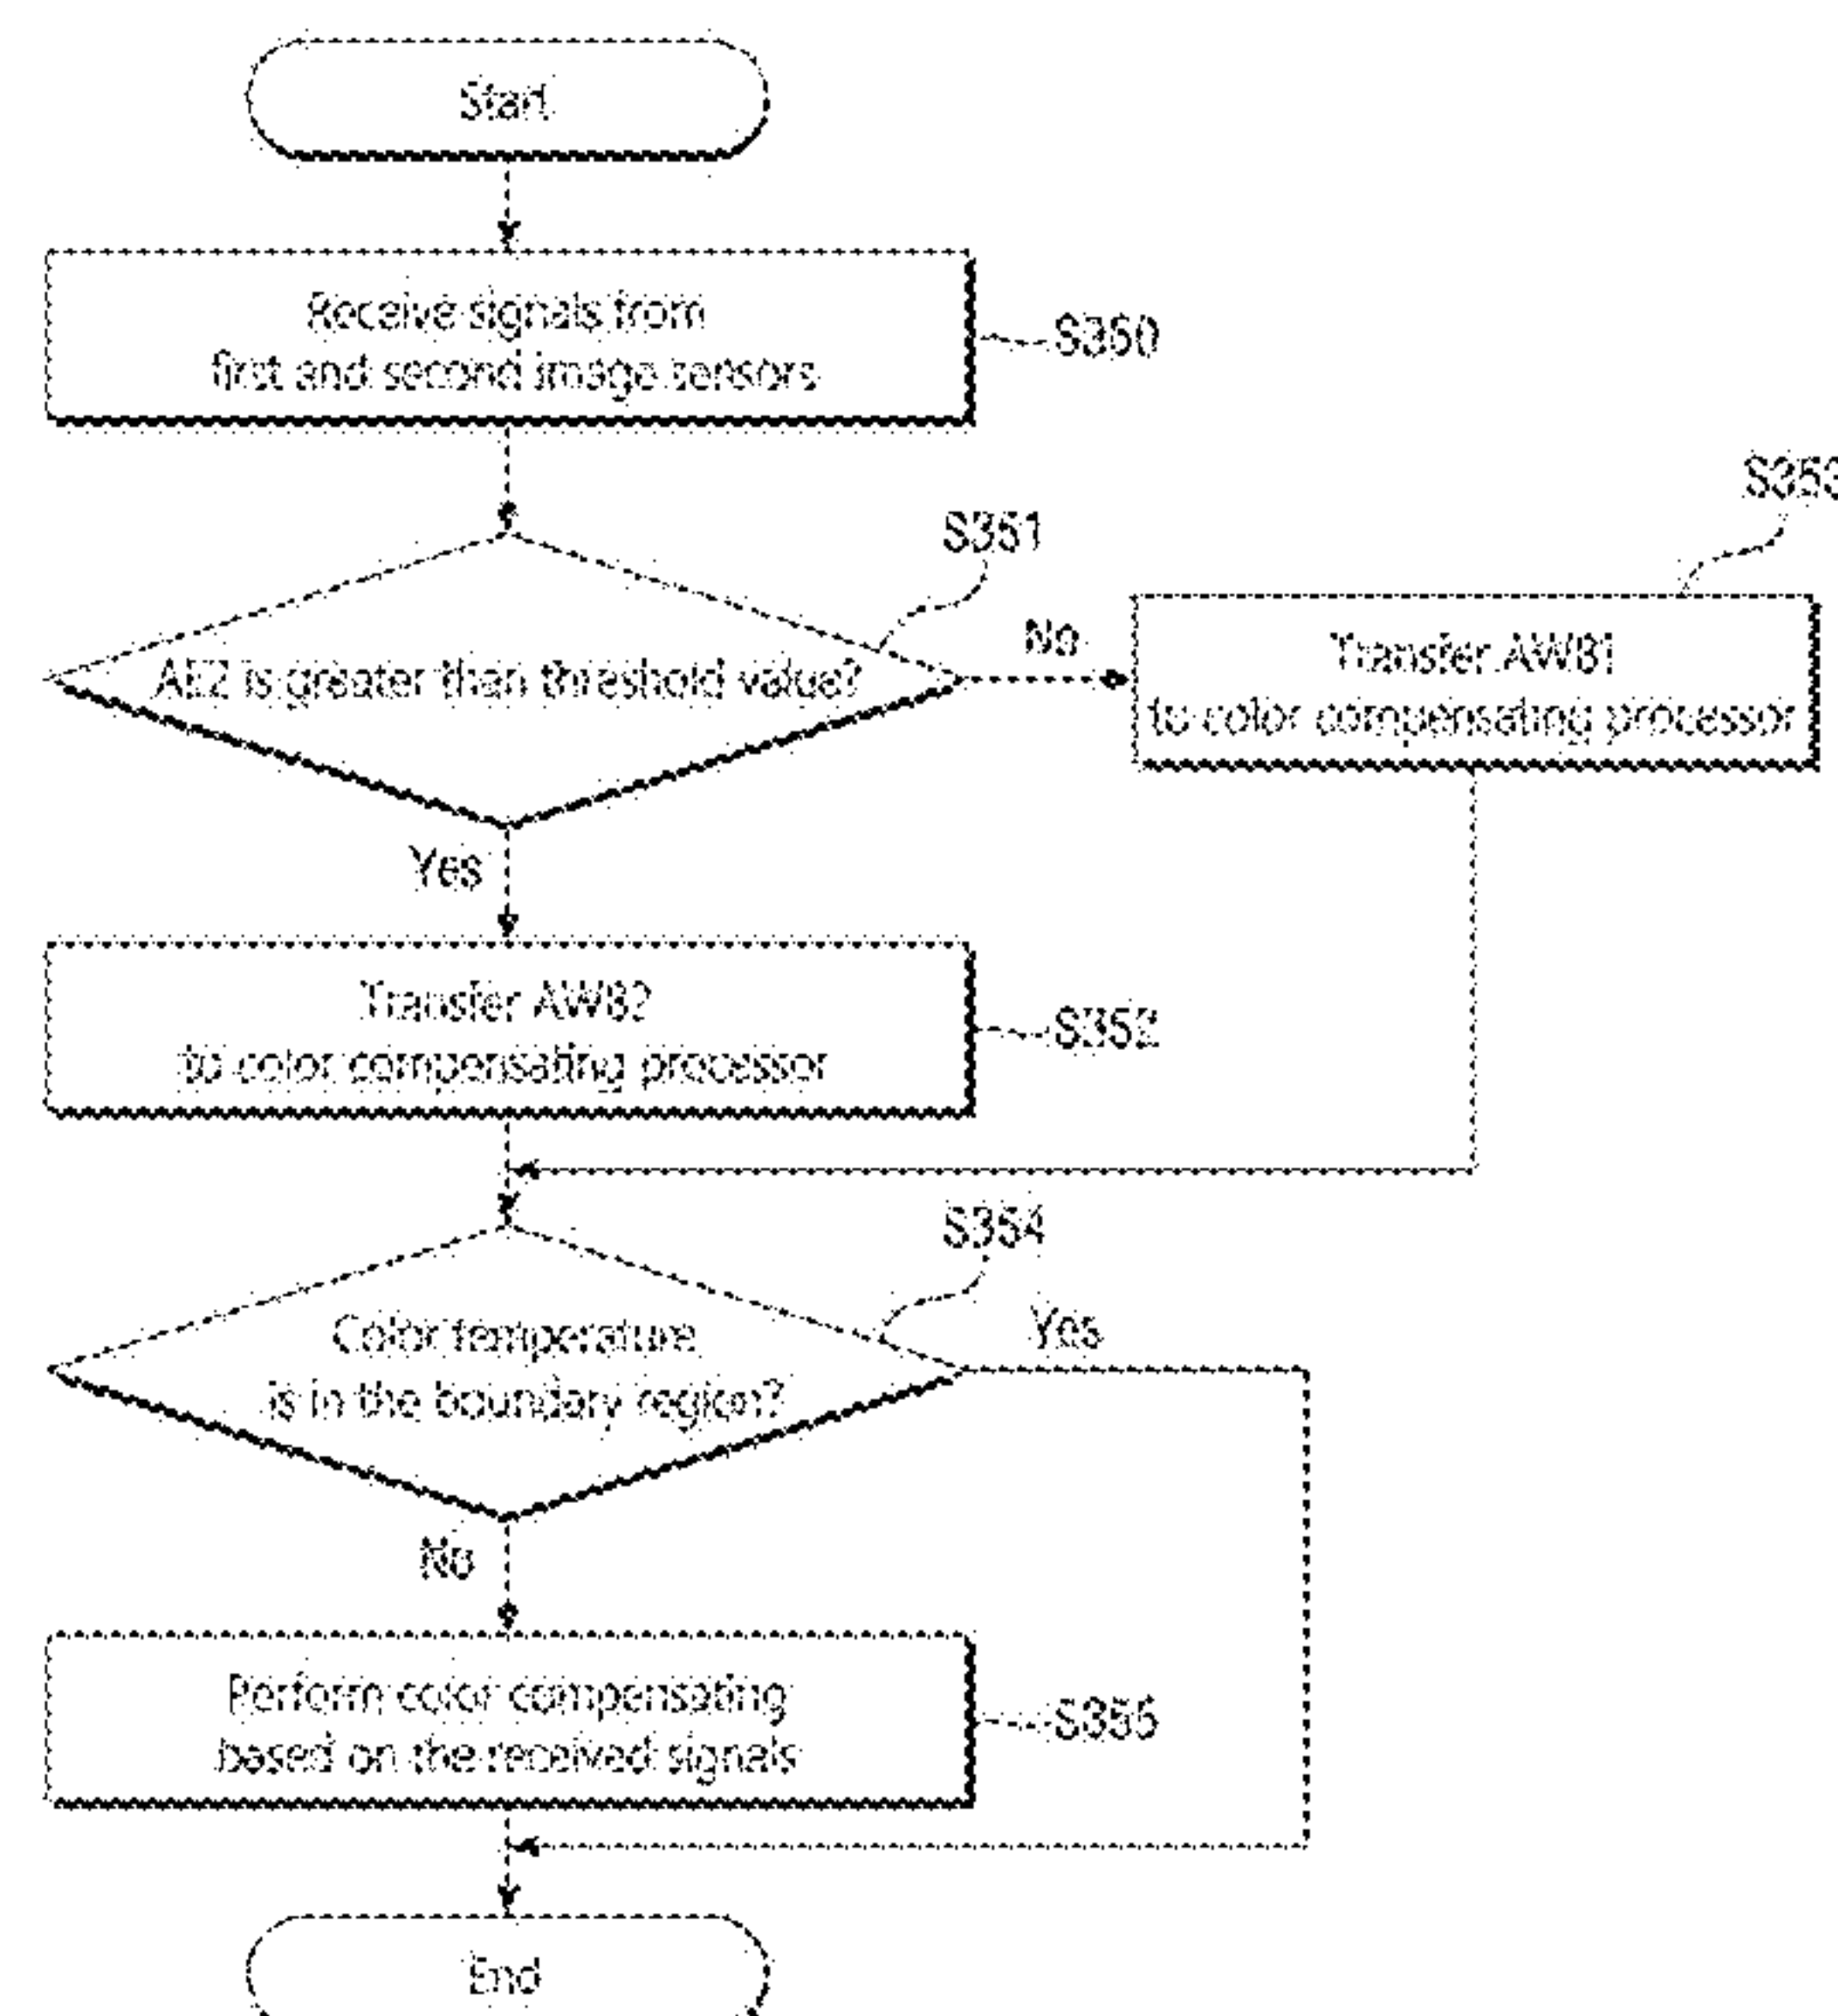 Start
Receive signals from
first and second image sensors
S350
S351
S353
AE2 is greater than threshold value?
No
Transfer AWB1
to color compensating processor
Yes
Transfer AWB2
to color compensating processor
S352
S354
Color temperature
is in the boundary region?
Yes
No
Perform color compensating
based on the received signals
S355
End